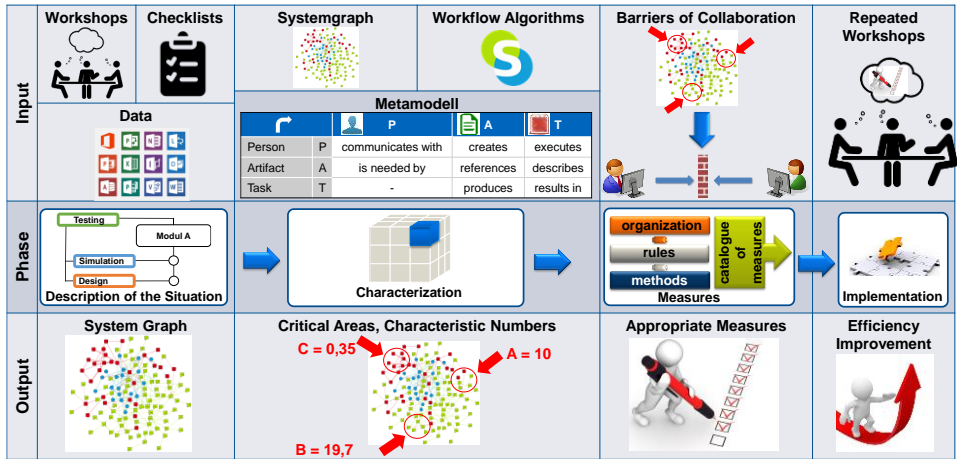 Input
Workshops
Checklists
Data
Systemgraph
Workflow Algorithms
S
Metamodell
P A T
Person P communicates with creates executes
Artifact A is needed by references describes
Task T - produces results in
Barriers of Collaboration
Repeated
Workshops
Phase
Testing
Modul A
Simulation
Design
Description of the Situation
Characterization
organization
rules
methods
catalogue
of
measures
Measures
Implementation
Output
System Graph
Critical Areas, Characteristic Numbers
C = 0,35
A = 10
B = 19,7
Appropriate Measures
Efficiency
Improvement